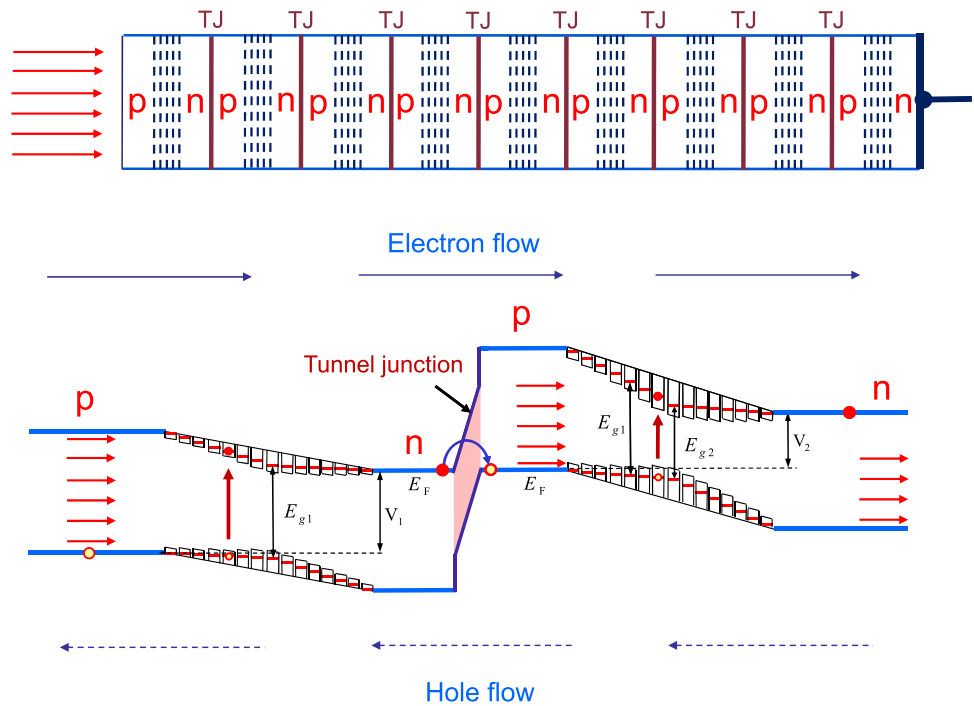 TJ TJ TJ TJ TJ TJ TJ TJ
p n p n p n p n p n p n p n p n p n
Electron flow
p
Tunnel junction
p
n
n
E_g1
E_g2
V_2
E_F
E_F
E_g1
V_1
Hole flow